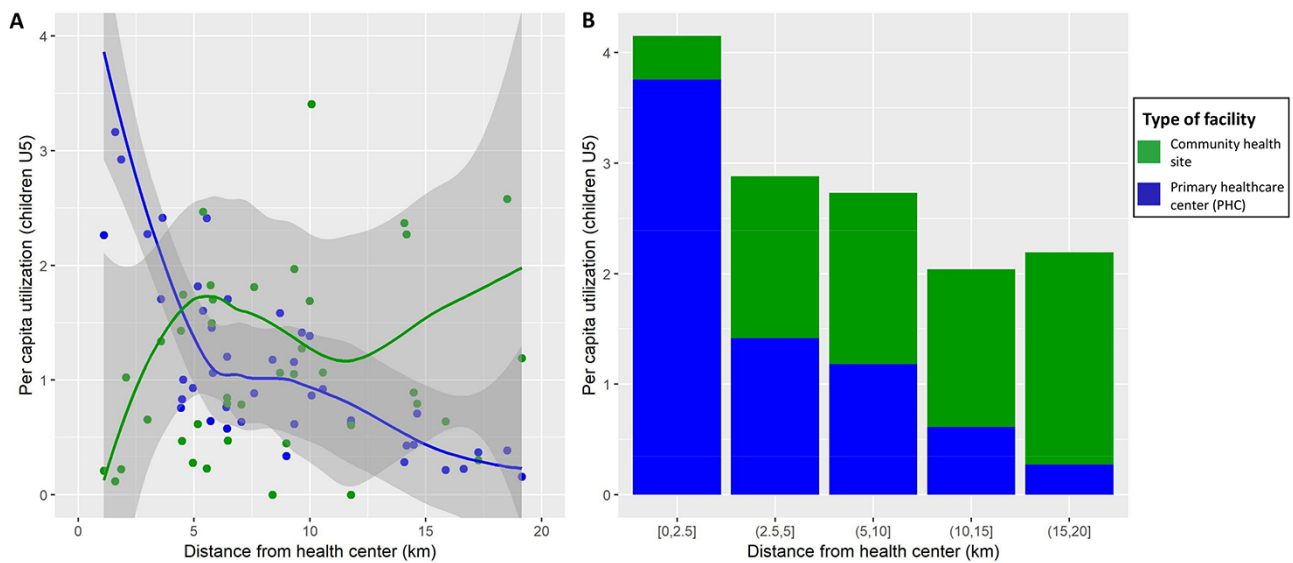 A
Per capita utilization (children U5)
4
3
2
1
0
0 5 10 15 20
Distance from health center (km)
B
Per capita utilization (children U5)
4
3
2
1
0
[0,2.5] (2.5,5] (5,10] (10,15] (15,20]
Distance from health center (km)
Type of facility
Community health
site
Primary healthcare
center (PHC)